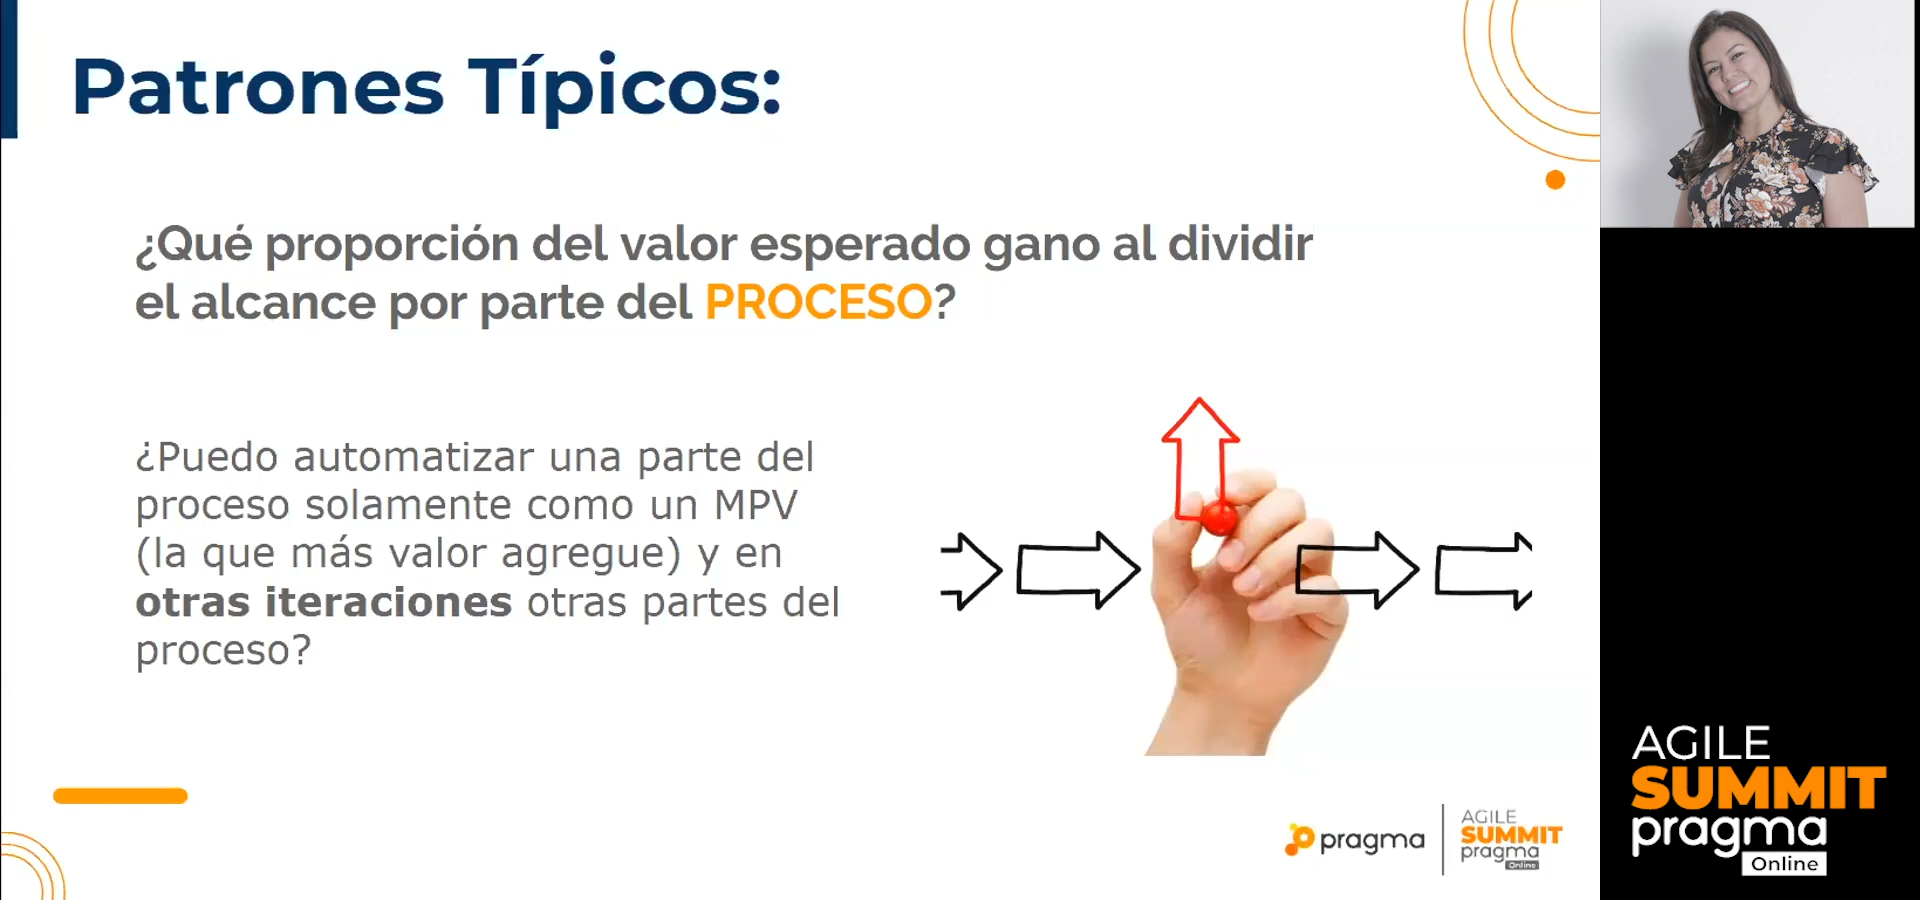 Patrones Típicos:
¿Qué proporción del valor esperado gano al dividir
el alcance por parte del PROCESO?
¿Puedo automatizar una parte del
proceso solamente como un MPV
(la que más valor agregue) y en
otras iteraciones otras partes del
proceso?
pragma
AGILE
SUMMIT
pragma
Online
AGILE
SUMMIT
pragma
Online